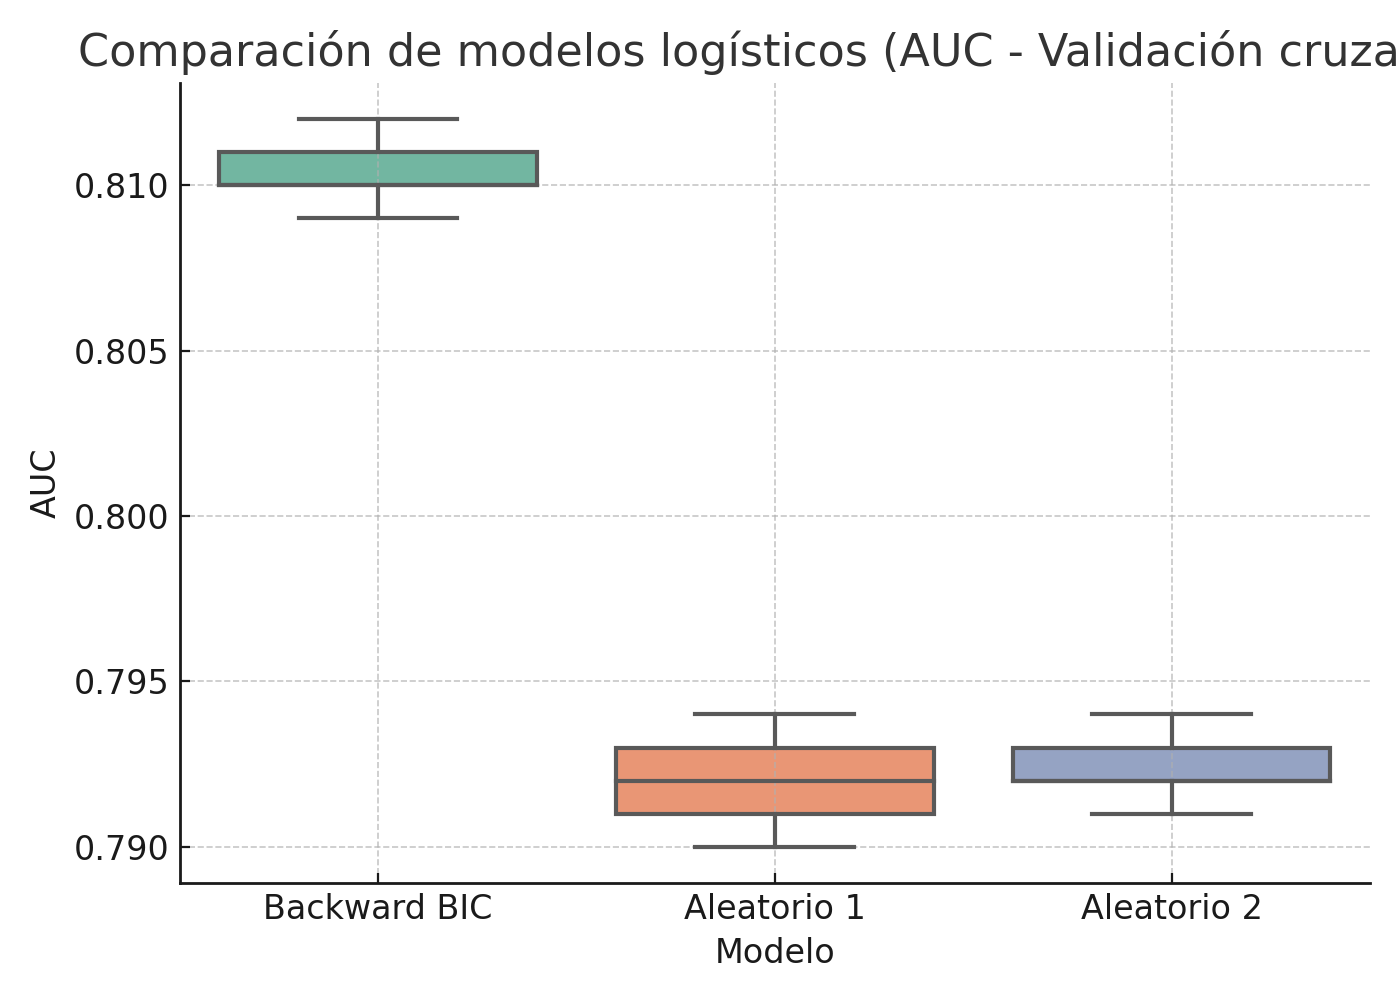 Comparación de modelos logísticos (AUC - Validación cruza
0.810
0.805
0.800
0.795
0.790
AUC
Backward BIC
Aleatorio 1
Aleatorio 2
Modelo